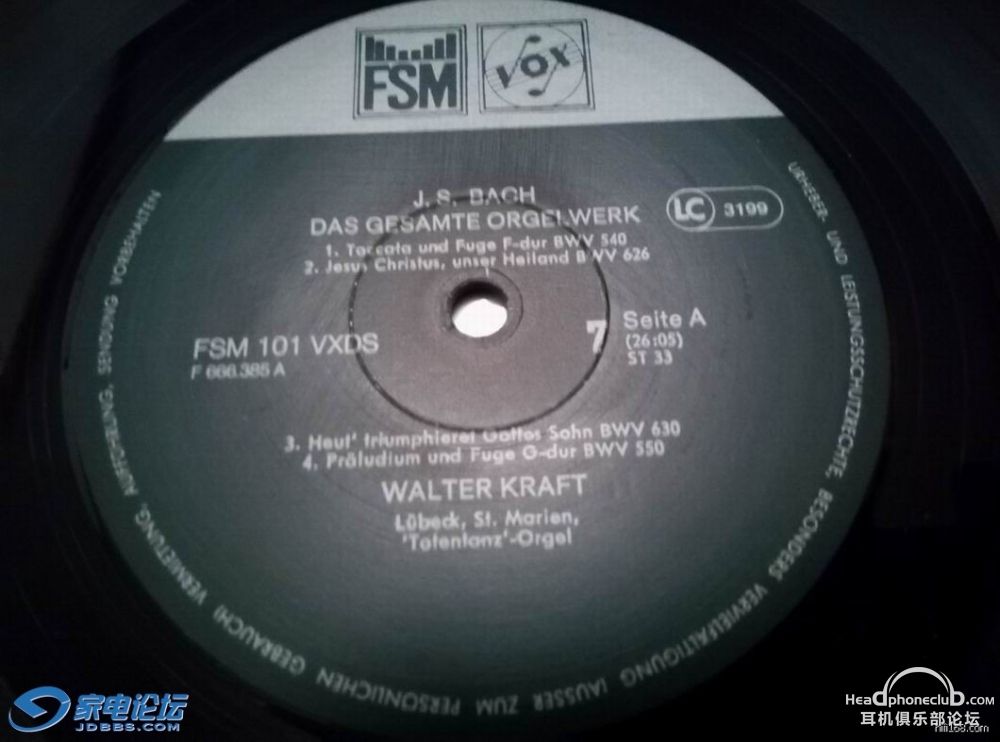 FSM
VOX
J. S. BACH
DAS GESAMTE ORGELWERK
LC 3199
1. Toccata und Fuge F-dur BWV 540
2. Jesus Christus, unser Heiland BWV 626
FSM 101 VXDS
F 666.385 A
7
Seite A
(26:05)
ST 33
3. Heut' triumphieret Gottes Sohn BWV 630
4. Präludium und Fuge G-dur BWV 550
WALTER KRAFT
Lübeck, St. Marien,
'Totentanz'-Orgel
URHEBER- UND LEISTUNGSSCHUTZRECHTE, BESONDERS VERVIELFÄLTIGUNG (AUSSER ZUM PERSÖNLICHEN GEBRAUCH) VERMIETUNG, AUFFÜHRUNG, SENDUNG VORBEHALTEN
家电论坛
JDBBS.COM
HeadphoneclуD.com
耳机俱乐部论坛